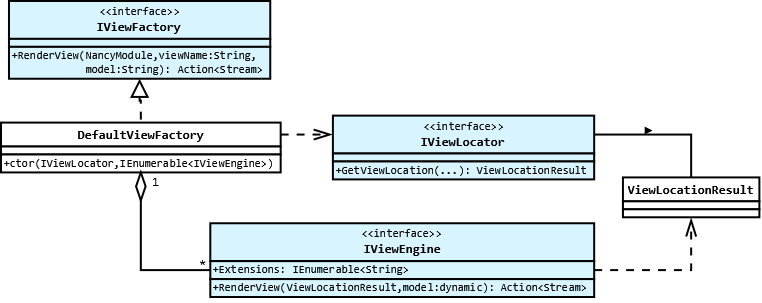 <<interface>>
IViewFactory
+RenderView(NancyModule,viewName:String,
model:String): Action<Stream>
DefaultViewFactory
+ctor(IViewLocator,IEnumerable<IViewEngine>)
<<interface>>
IViewLocator
+GetViewLocation(...): ViewLocationResult
ViewLocationResult
1
*
<<interface>>
IViewEngine
+Extensions: IEnumerable<String>
+RenderView(ViewLocationResult,model:dynamic): Action<Stream>